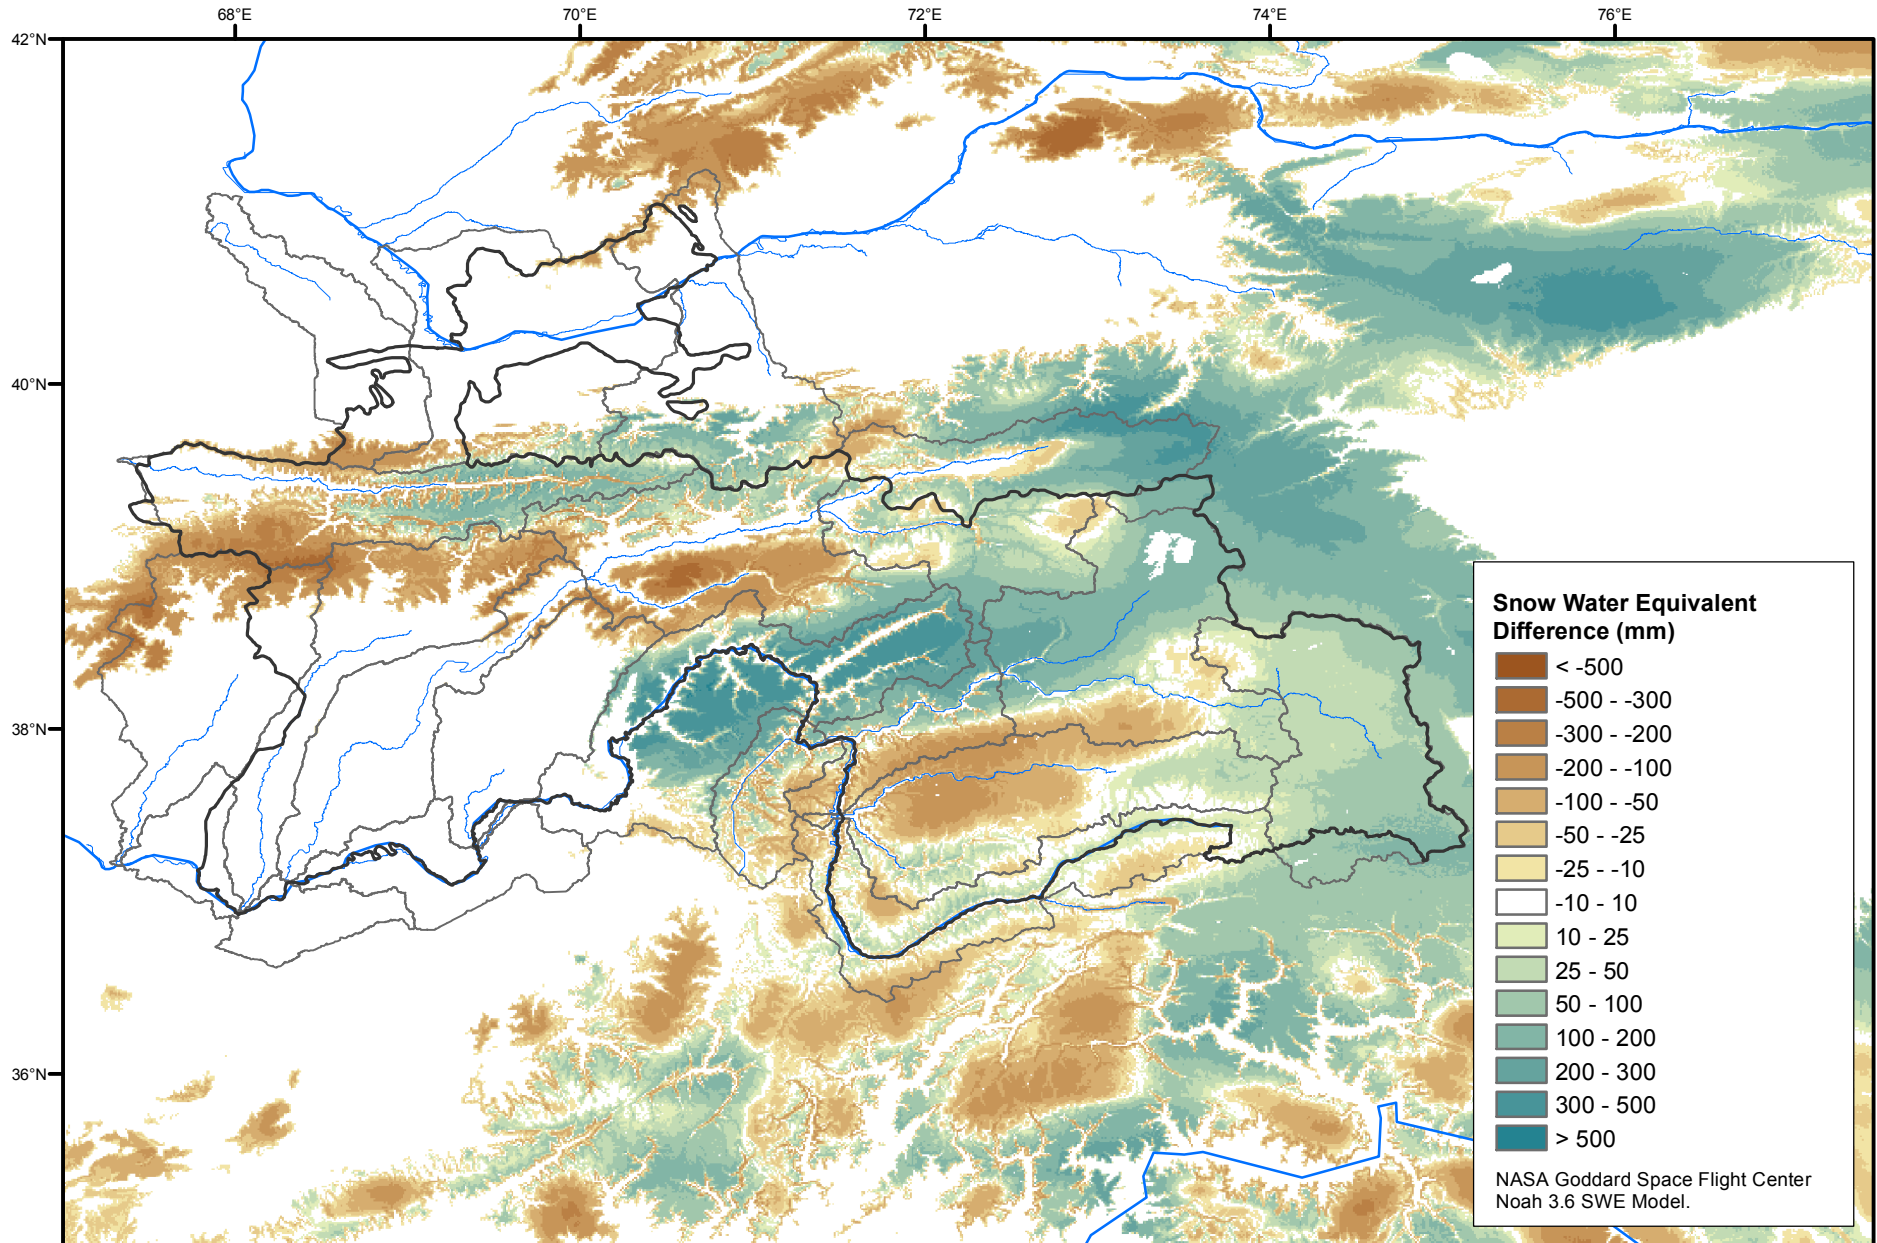 68°E 70°E 72°E 74°E 76°E
42°N
40°N
38°N
36°N
Snow Water Equivalent
Difference (mm)
< -500
-500 - -300
-300 - -200
-200 - -100
-100 - -50
-50 - -25
-25 - -10
-10 - 10
10 - 25
25 - 50
50 - 100
100 - 200
200 - 300
300 - 500
> 500
NASA Goddard Space Flight Center
Noah 3.6 SWE Model.